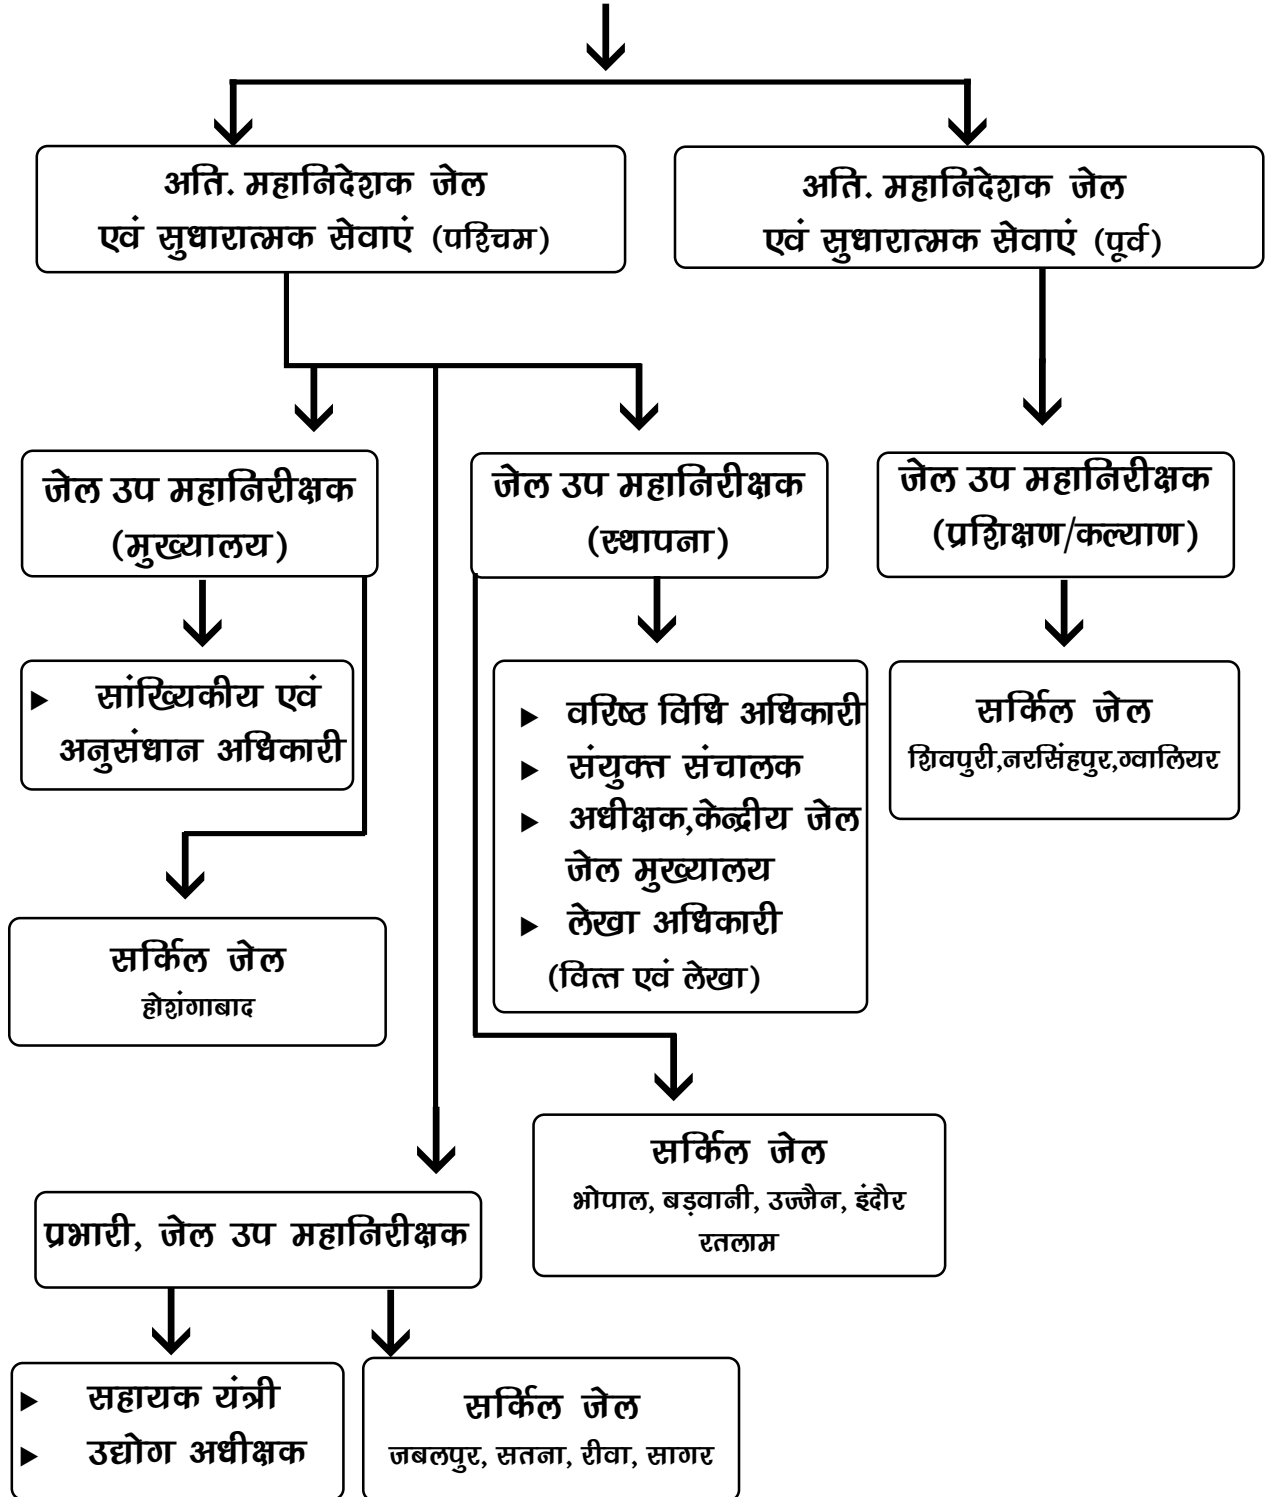 अति. महानिदेशक जेल
एवं सुधारात्मक सेवाएं (पश्चिम)
अति. महानिदेशक जेल
एवं सुधारात्मक सेवाएं (पूर्व)
जेल उप महानिरीक्षक
(मुख्यालय)
जेल उप महानिरीक्षक
(स्थापना)
जेल उप महानिरीक्षक
(प्रशिक्षण/कल्याण)
सांख्यिकीय एवं
अनुसंधान अधिकारी
वरिष्ठ विधि अधिकारी
संयुक्त संचालक
अधीक्षक,केन्द्रीय जेल
जेल मुख्यालय
लेखा अधिकारी
(वित्त एवं लेखा)
सर्किल जेल
शिवपुरी,नरसिंहपुर,ग्वालियर
सर्किल जेल
होशंगाबाद
सर्किल जेल
भोपाल, बड़वानी, उज्जैन, इंदौर
रतलाम
प्रभारी, जेल उप महानिरीक्षक
सहायक यंत्री
उद्योग अधीक्षक
सर्किल जेल
जबलपुर, सतना, रीवा, सागर